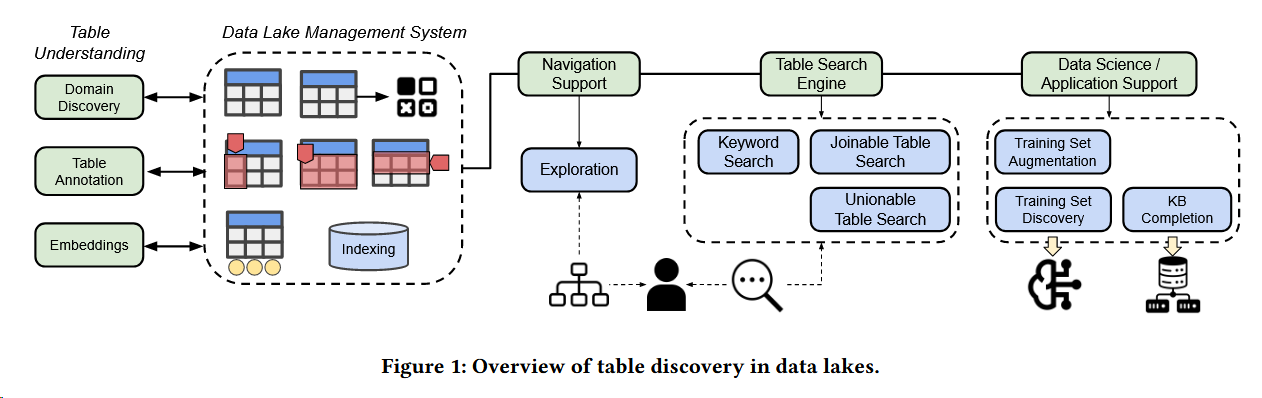 Table
Understanding
Data Lake Management System
Domain
Discovery
Table
Annotation
Embeddings
Indexing
Navigation
Support
Exploration
Table Search
Engine
Keyword
Search
Joinable Table
Search
Unionable
Table Search
Data Science /
Application Support
Training Set
Augmentation
Training Set
Discovery
KB
Completion
Figure 1: Overview of table discovery in data lakes.